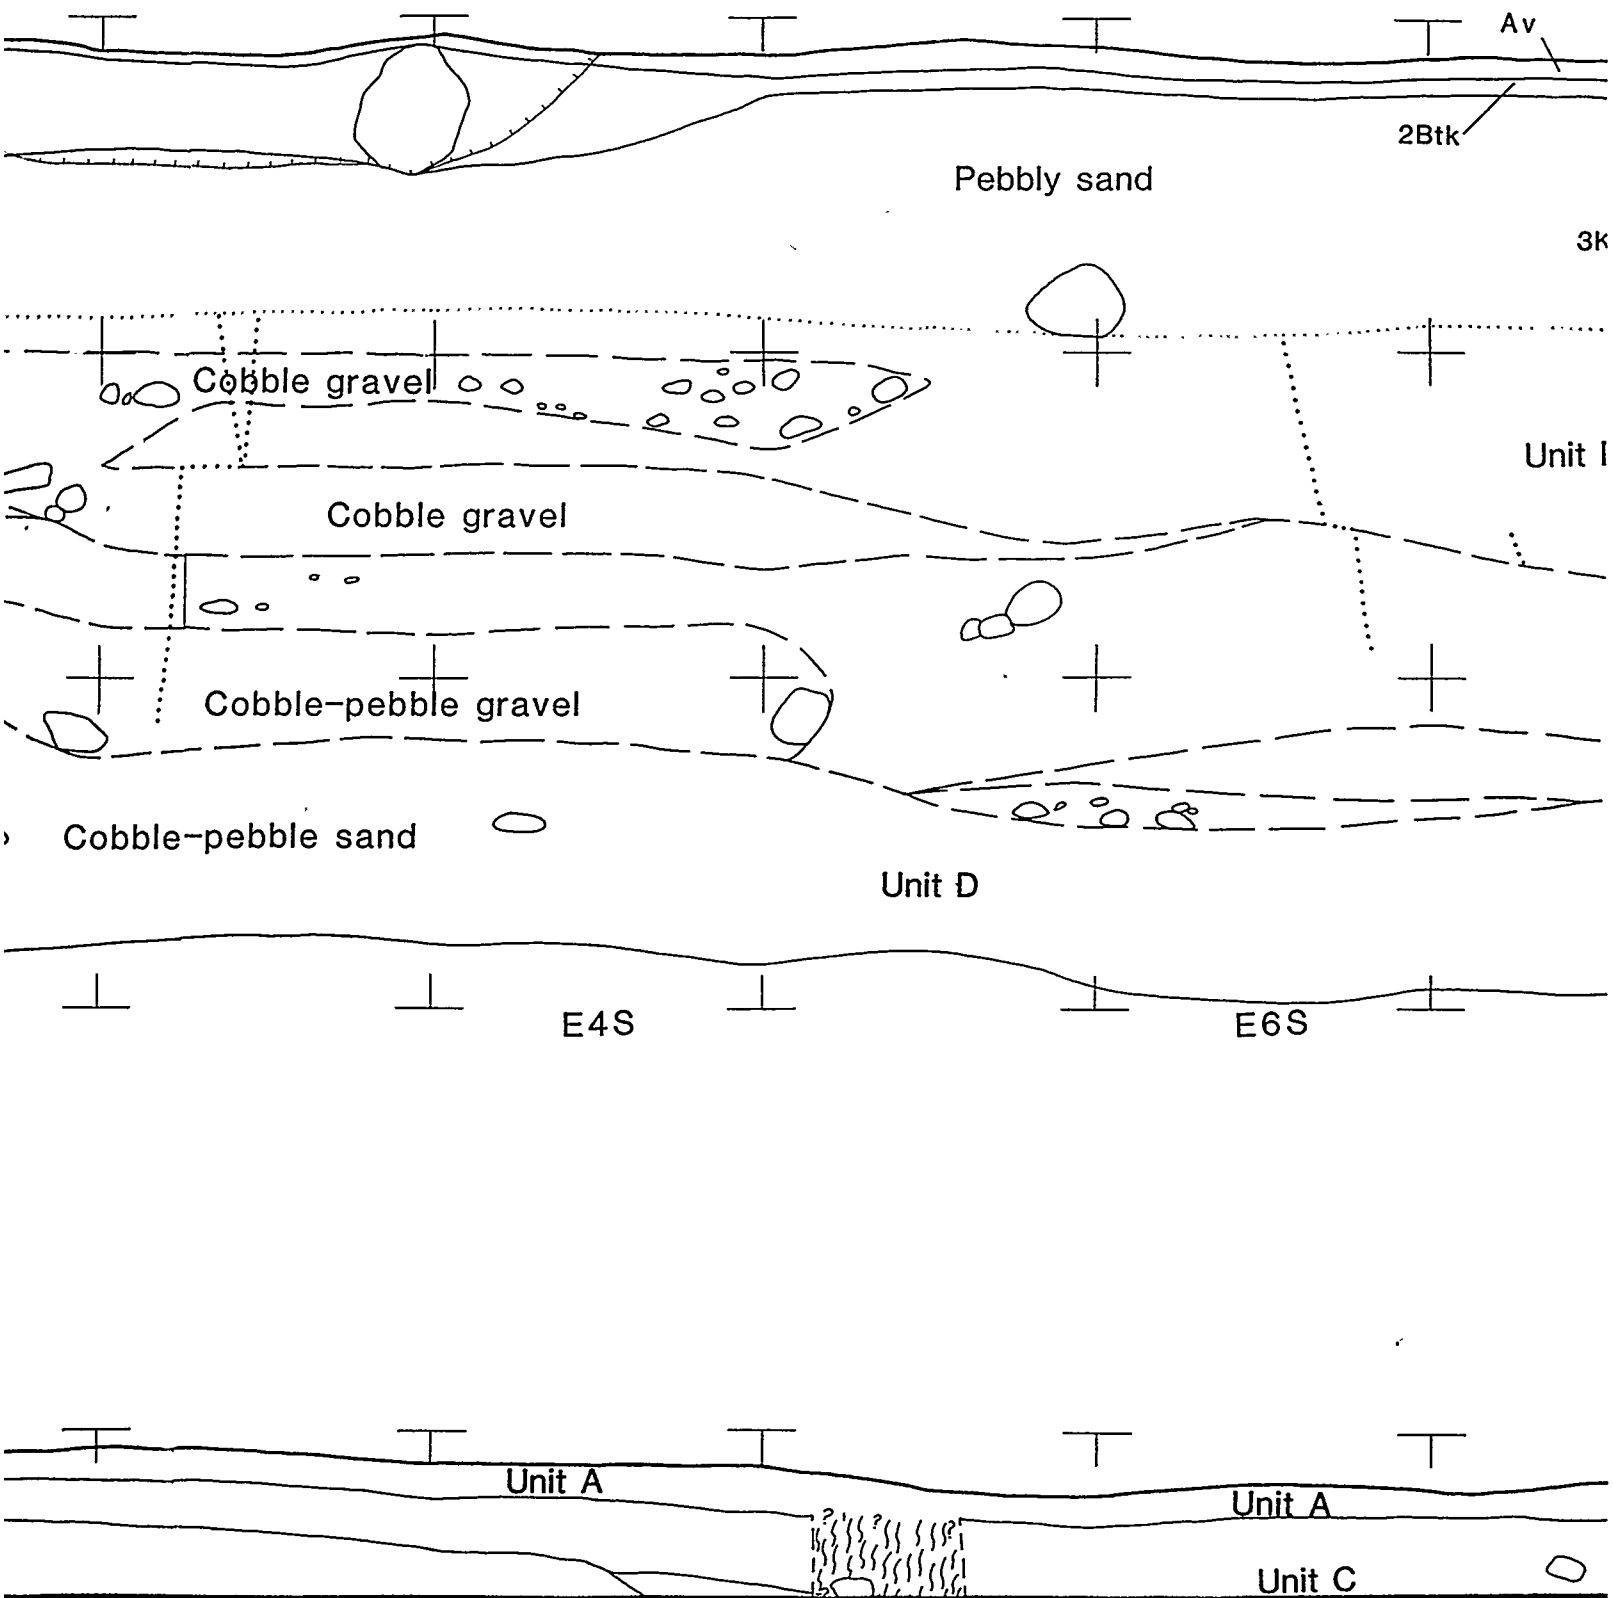 Av
2Btk
Pebbly sand
3K
Cobble gravel
Unit
Cobble gravel
Cobble-pebble gravel
Cobble-pebble sand
Unit D
E4S
E6S
Unit A
Unit A
? ? ?
?
Unit C